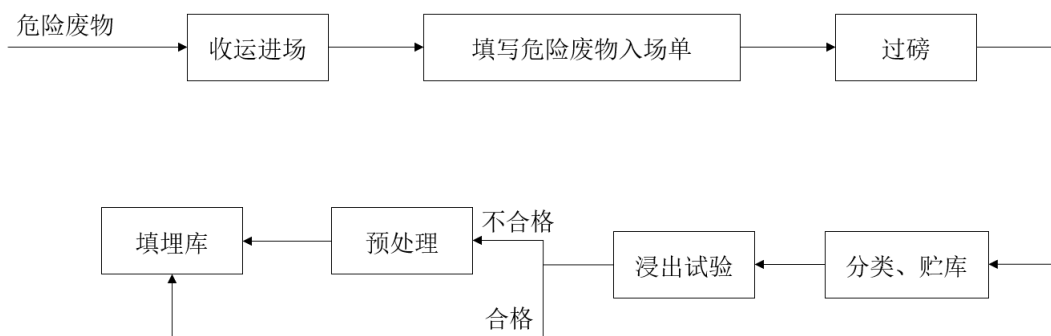 危险废物
收运进场
填写危险废物入场单
过磅
填埋库
预处理
不合格
浸出试验
分类、贮库
合格